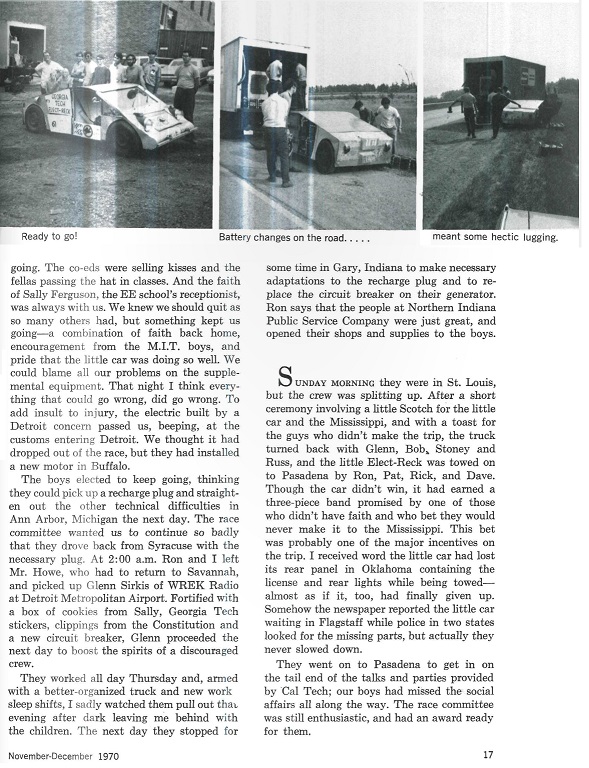 GEORGIA
TECH
ELECT-RECK
Ready to go!
Battery changes on the road.....
meant some hectic lugging.
going. The co-eds were selling kisses and the
fellas passing the hat in classes. And the faith
of Sally Ferguson, the EE school's receptionist,
was always with us. We knew we should quit as
so many others had, but something kept us
going—a combination of faith back home,
encouragement from the M.I.T. boys, and
pride that the little car was doing so well. We
could blame all our problems on the supple-
mental equipment. That night I think every-
thing that could go wrong, did go wrong. To
add insult to injury, the electric built by a
Detroit concern passed us, beeping, at the
customs entering Detroit. We thought it had
dropped out of the race, but they had installed
a new motor in Buffalo.
The boys elected to keep going, thinking
they could pick up a recharge plug and straight-
en out the other technical difficulties in
Ann Arbor, Michigan the next day. The race
committee wanted us to continue so badly
that they drove back from Syracuse with the
necessary plug. At 2:00 a.m. Ron and I left
Mr. Howe, who had to return to Savannah,
and picked up Glenn Sirkis of WREK Radio
at Detroit Metropolitan Airport. Fortified with
a box of cookies from Sally, Georgia Tech
stickers, clippings from the Constitution and
a new circuit breaker, Glenn proceeded the
next day to boost the spirits of a discouraged
crew.
They worked all day Thursday and, armed
with a better-organized truck and new work
sleep shifts, I sadly watched them pull out that
evening after dark leaving me behind with
the children. The next day they stopped for
some time in Gary, Indiana to make necessary
adaptations to the recharge plug and to re-
place the circuit breaker on their generator.
Ron says that the people at Northern Indiana
Public Service Company were just great, and
opened their shops and supplies to the boys.
SUNDAY MORNING they were in St. Louis,
but the crew was splitting up. After a short
ceremony involving a little Scotch for the little
car and the Mississippi, and with a toast for
the guys who didn't make the trip, the truck
turned back with Glenn, Bob, Stoney and
Russ, and the little Elect-Reck was towed on
to Pasadena by Ron, Pat, Rick, and Dave.
Though the car didn't win, it had earned a
three-piece band promised by one of those
who didn't have faith and who bet they would
never make it to the Mississippi. This bet
was probably one of the major incentives on
the trip. I received word the little car had lost
its rear panel in Oklahoma containing the
license and rear lights while being towed—
almost as if it, too, had finally given up.
Somehow the newspaper reported the little car
waiting in Flagstaff while police in two states
looked for the missing parts, but actually they
never slowed down.
They went on to Pasadena to get in on
the tail end of the talks and parties provided
by Cal Tech; our boys had missed the social
affairs all along the way. The race committee
was still enthusiastic, and had an award ready
for them.
November-December 1970
17